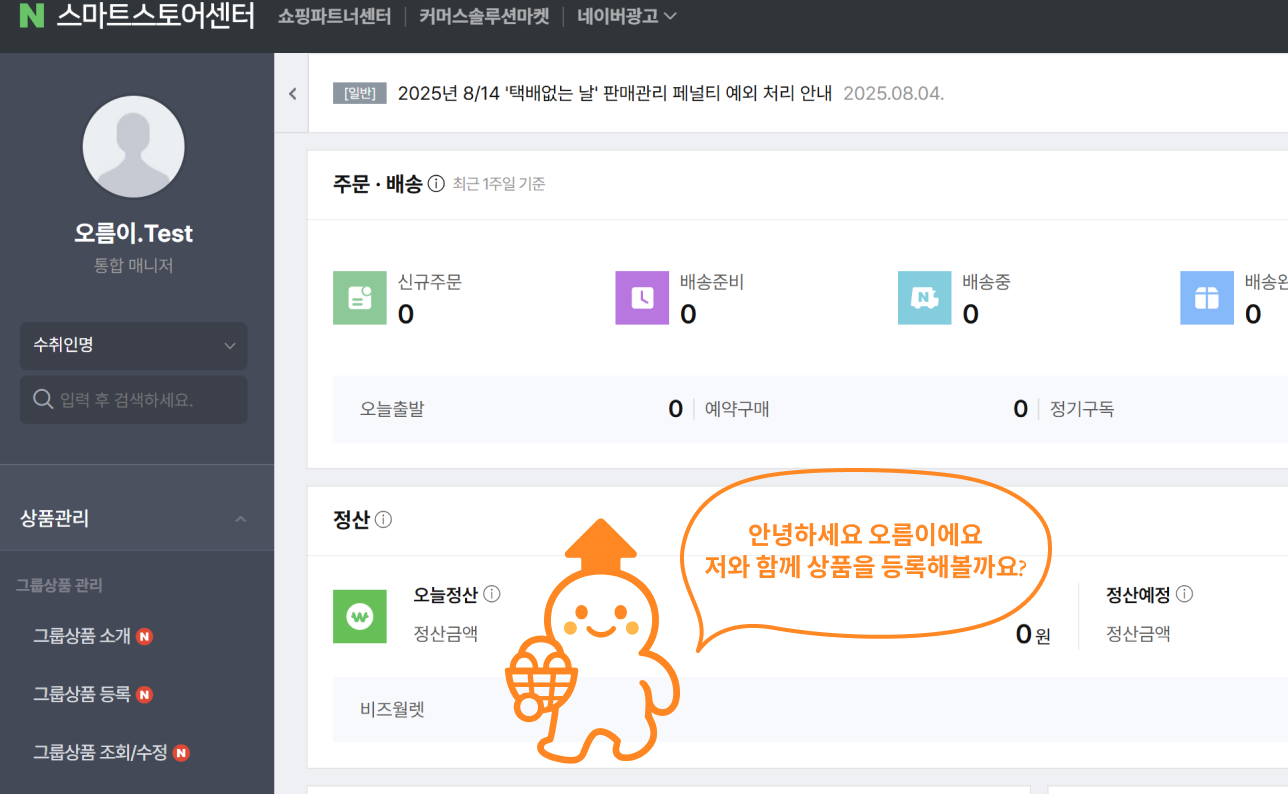 N 스마트스토어센터 쇼핑파트너센터 커머스솔루션마켓 네이버광고
[일반] 2025년 8/14 '택배없는 날' 판매관리 페널티 예외 처리 안내 2025.08.04.
오름이.Test
통합 매니저
수취인명
입력 후 검색하세요.
상품관리
그룹상품 관리
그룹상품 소개 N
그룹상품 등록 N
그룹상품 조회/수정 N
주문 · 배송 최근 1주일 기준
신규주문
0
배송준비
0
N
배송중
0
배송완
0
오늘출발 0
예약구매 0
정기구독
정산
안녕하세요 오름이에요
저와 함께 상품을 등록해볼까요?
₩
오늘정산
정산금액 0원
정산예정
정산금액
비즈월렛